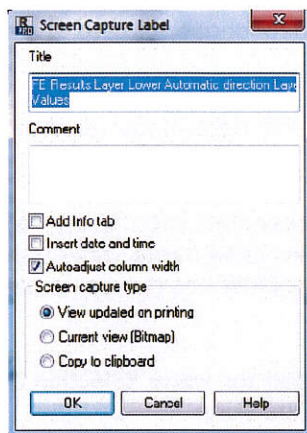 R PRO Screen Capture Label
Title
FE Results Layer Lower Automatic direction Laye
Values
Comment
Add Info tab
Insert date and time
Autoadjust column width
Screen capture type
View updated on printing
Current view (Bitmap)
Copy to clipboard
OK Cancel Help